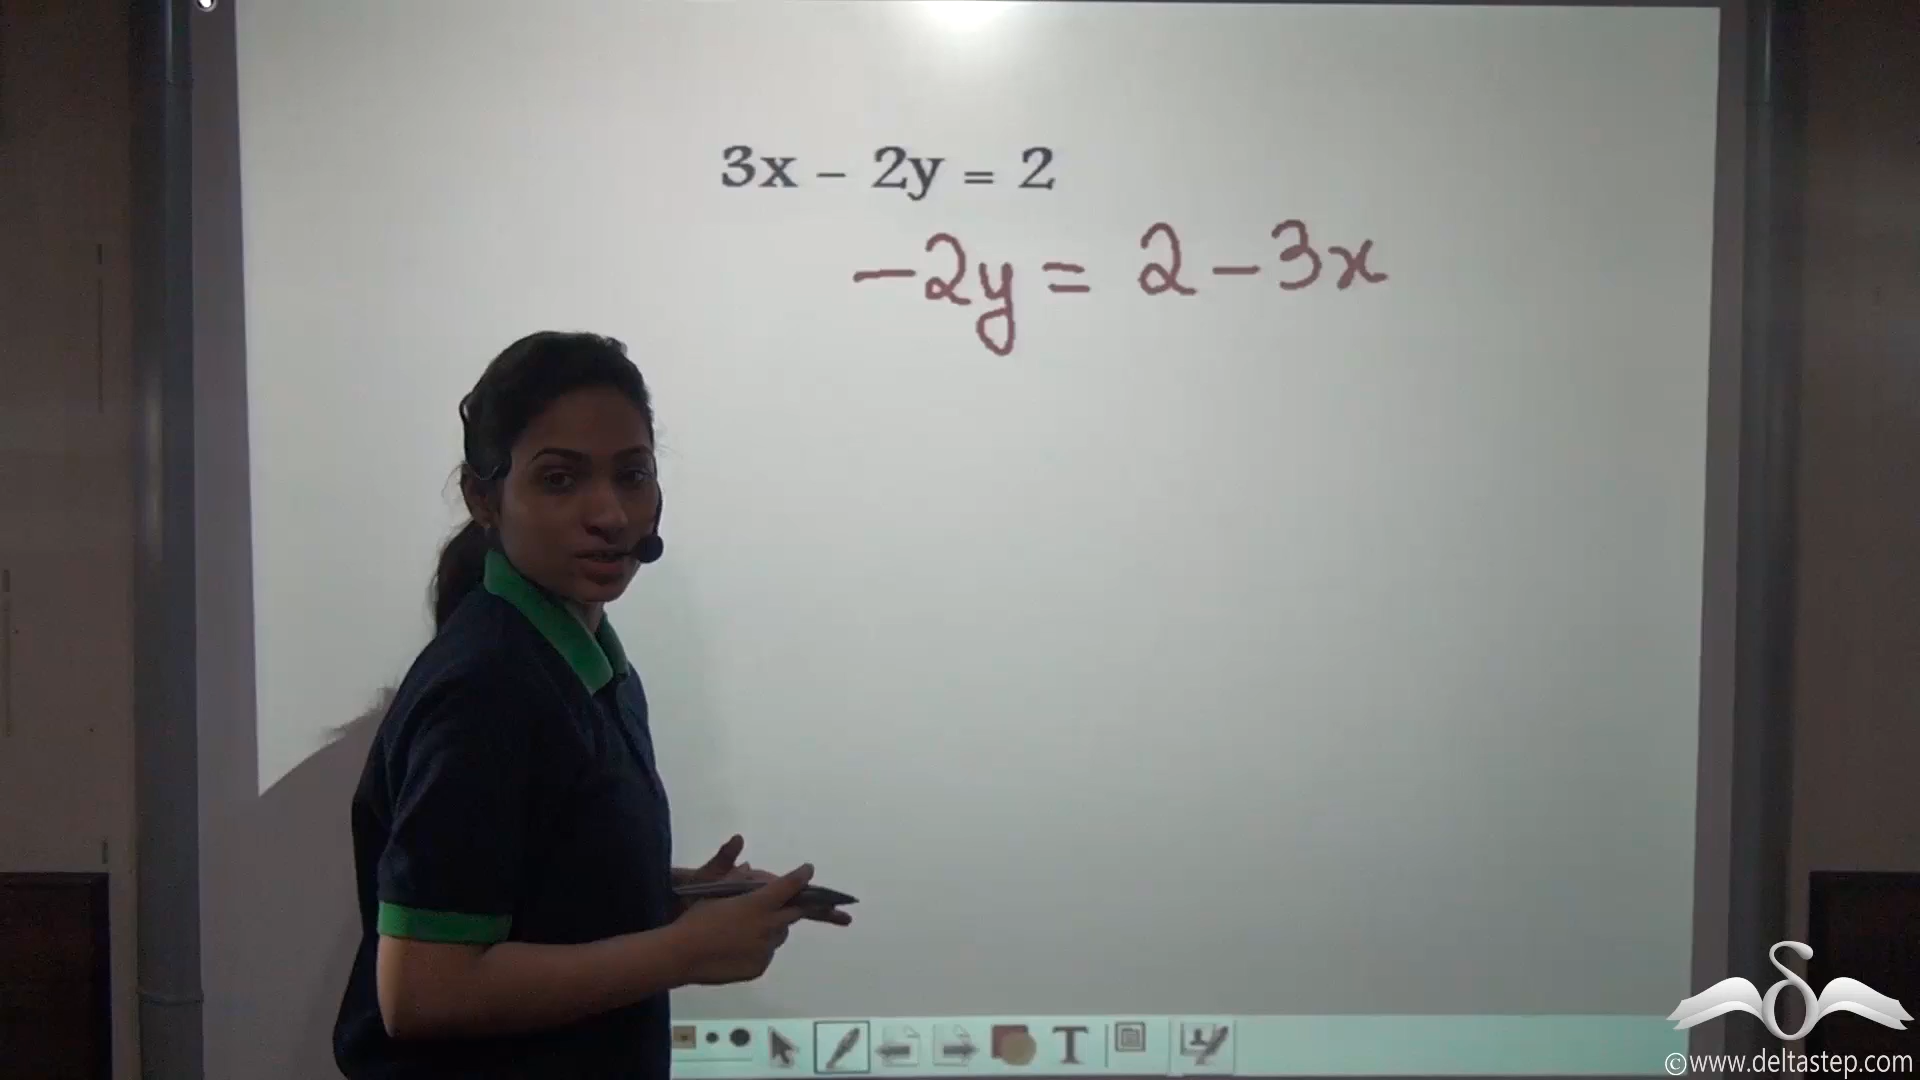 3x – 2y = 2
–2y = 2 – 3x
T
©www.deltastep.com